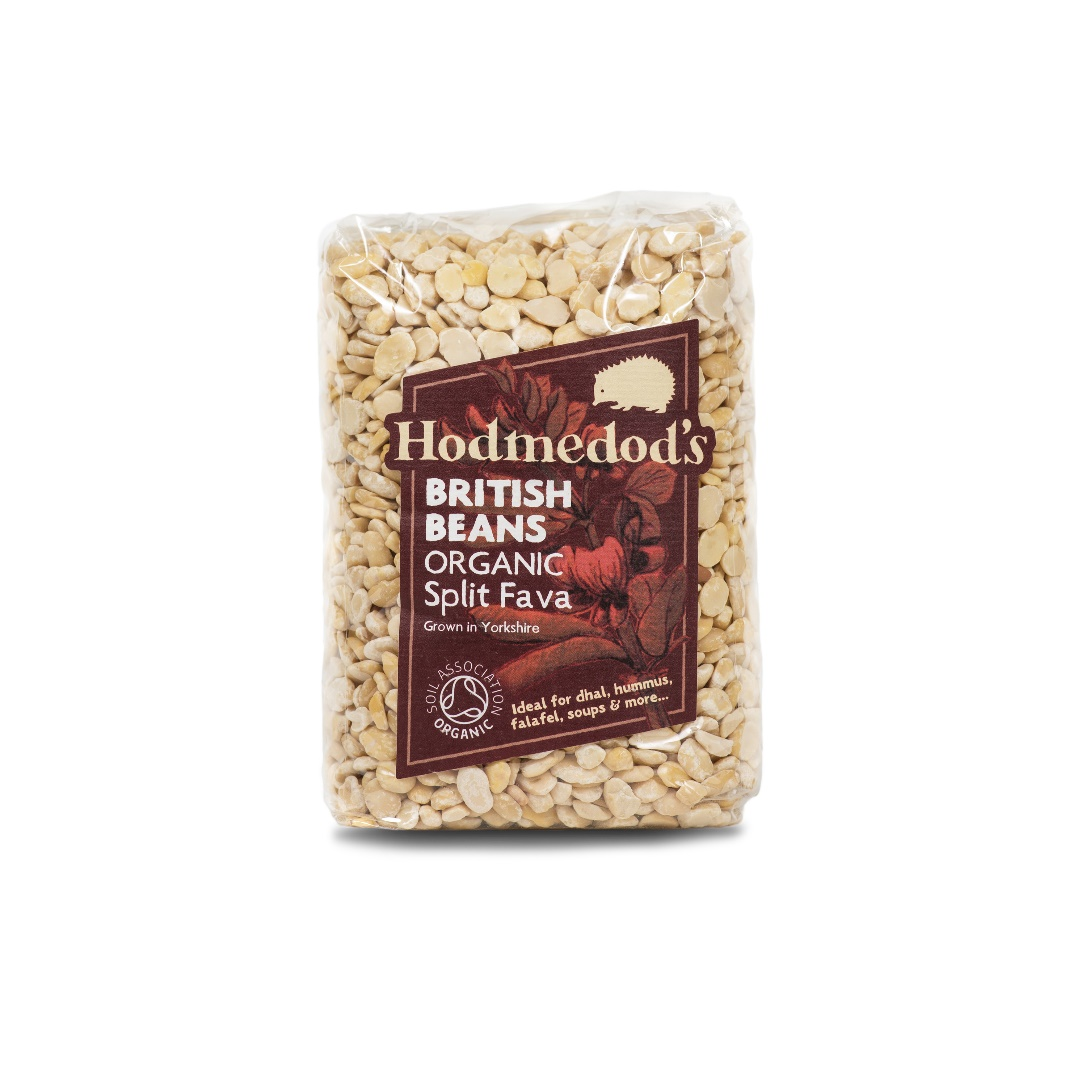 Hodmedod's
BRITISH
BEANS
ORGANIC
Split Fava
Grown in Yorkshire
SOIL ASSOCIATION
ORGANIC
Ideal for dhal, hummus,
falafel, soups & more...